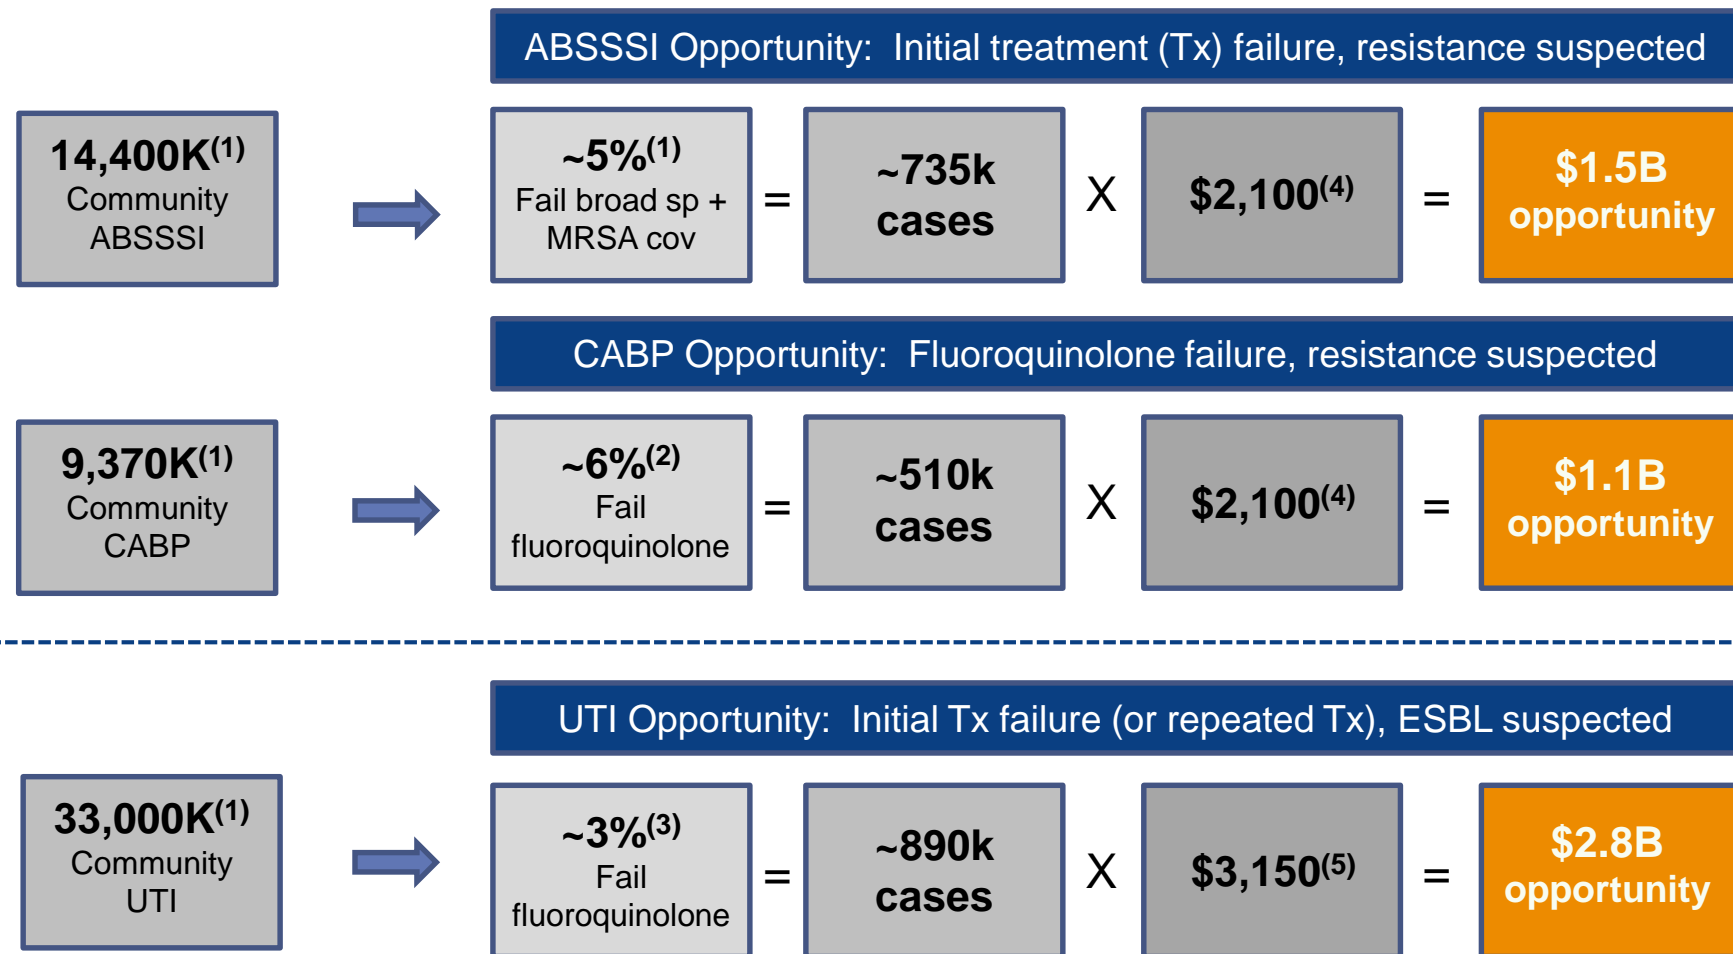 ABSSSI Opportunity: Initial treatment (Tx) failure, resistance suspected
14,400K(1)
Community
ABSSSI
~5%(1)
Fail broad sp +
MRSA cov
=
~735k
cases
X
$2,100(4)
=
$1.5B
opportunity
CABP Opportunity: Fluoroquinolone failure, resistance suspected
9,370K(1)
Community
CABP
~6%(2)
Fail
fluoroquinolone
=
~510k
cases
X
$2,100(4)
=
$1.1B
opportunity
UTI Opportunity: Initial Tx failure (or repeated Tx), ESBL suspected
33,000K(1)
Community
UTI
~3%(3)
Fail
fluoroquinolone
=
~890k
cases
X
$3,150(5)
=
$2.8B
opportunity